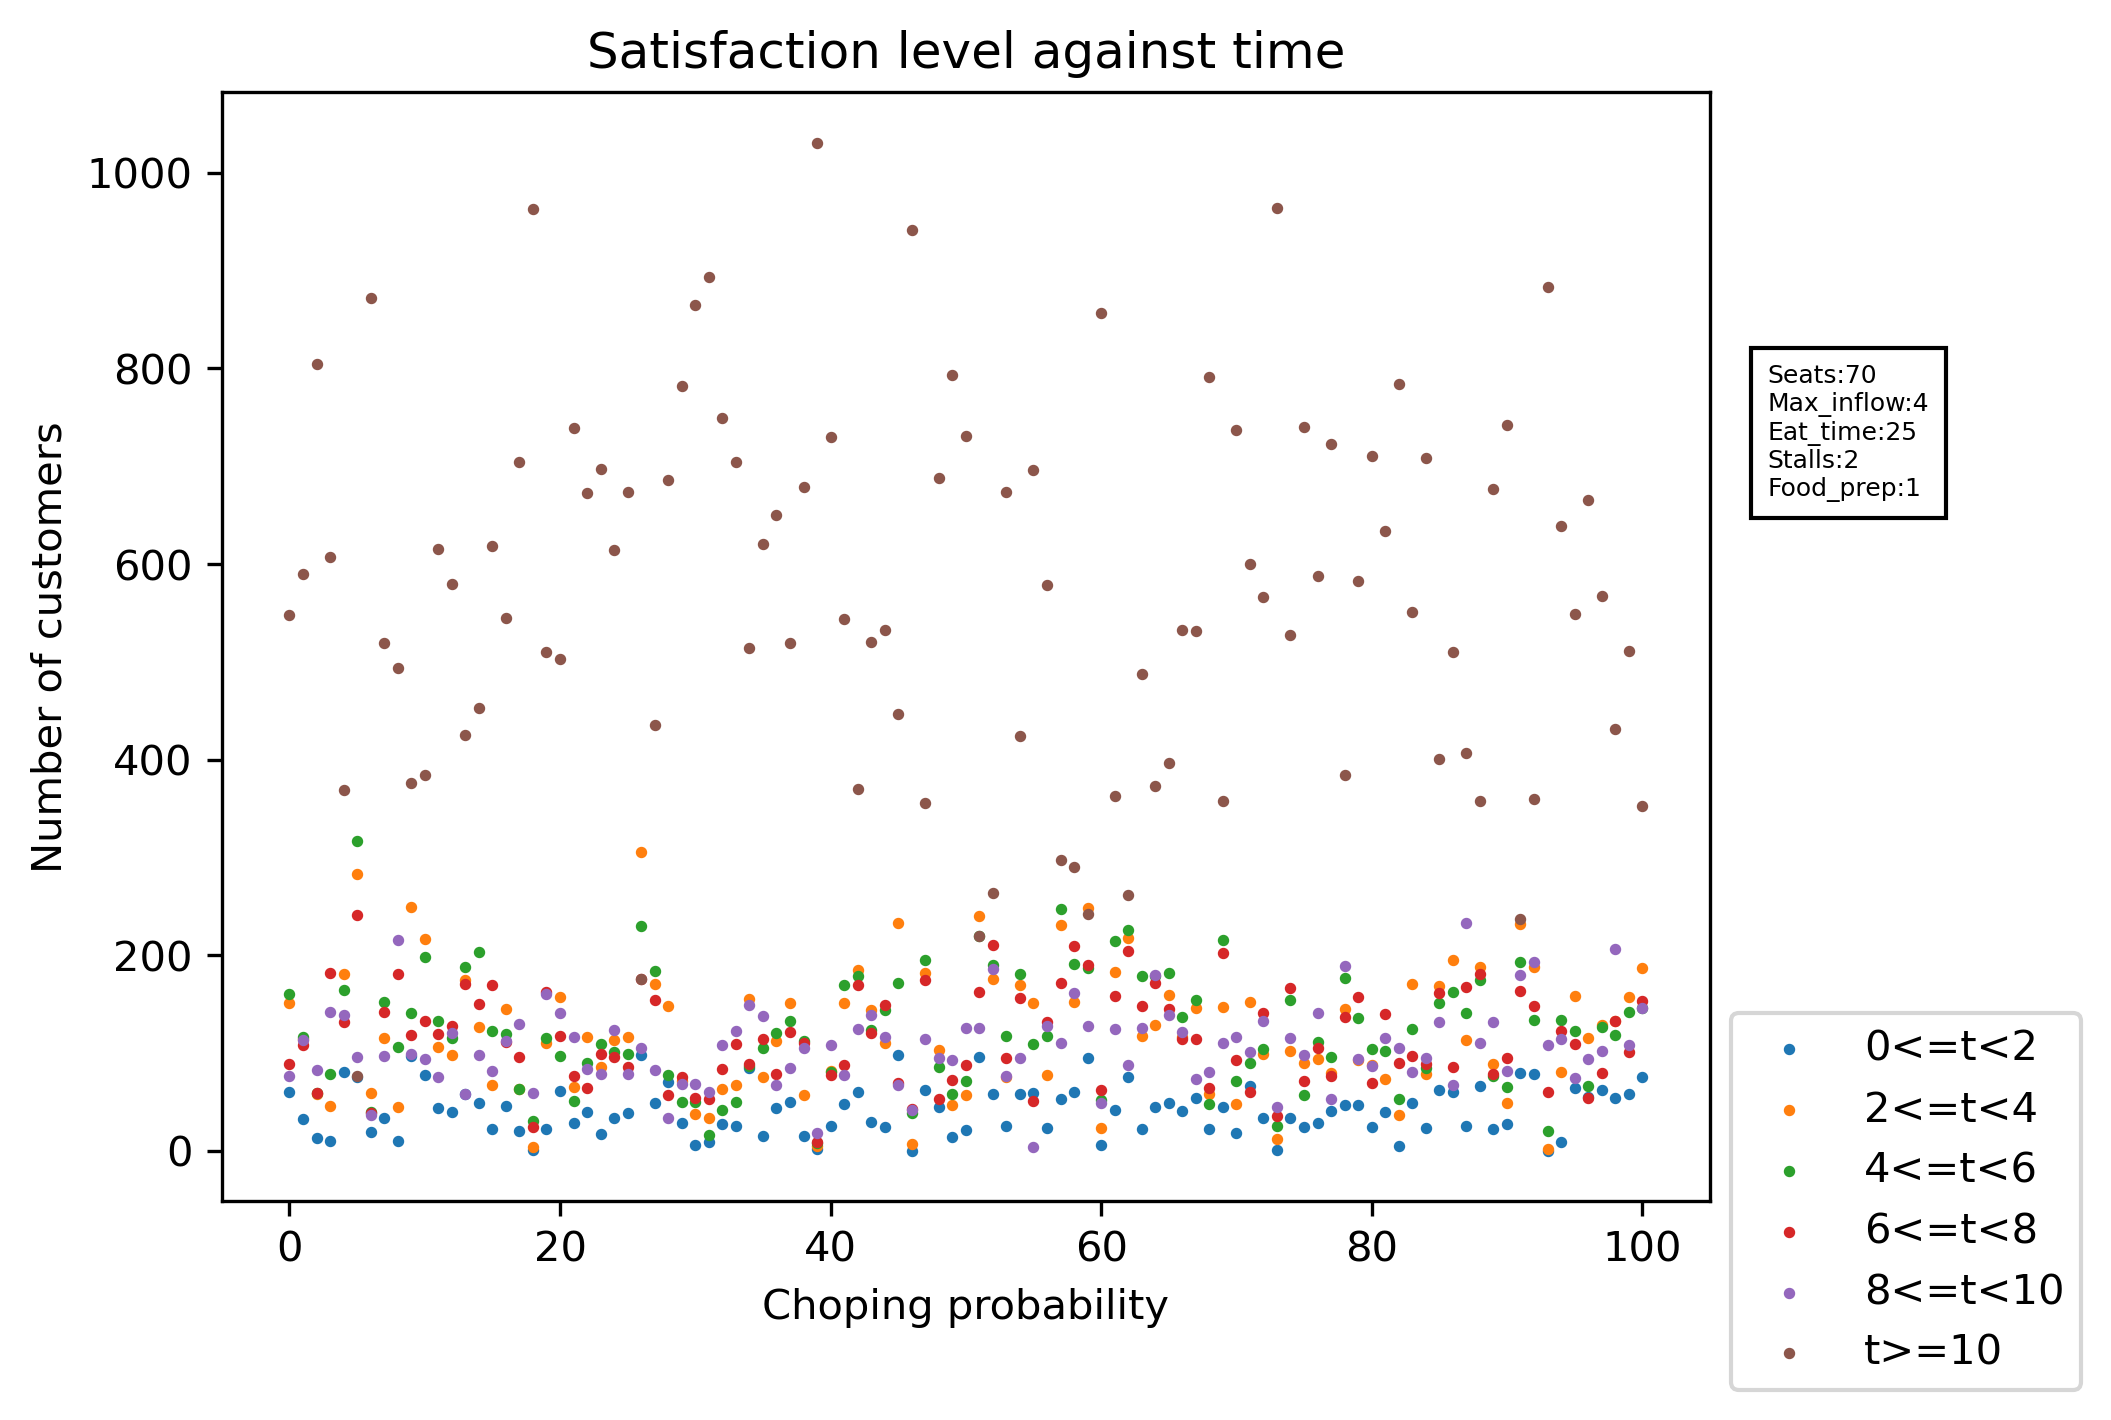 Satisfaction level against time
Number of customers
1000
800
600
400
200
0
0 20 40 60 80 100
Choping probability
Seats:70
Max_inflow:4
Eat_time:25
Stalls:2
Food_prep:1
0<=t<2
2<=t<4
4<=t<6
6<=t<8
8<=t<10
t>=10